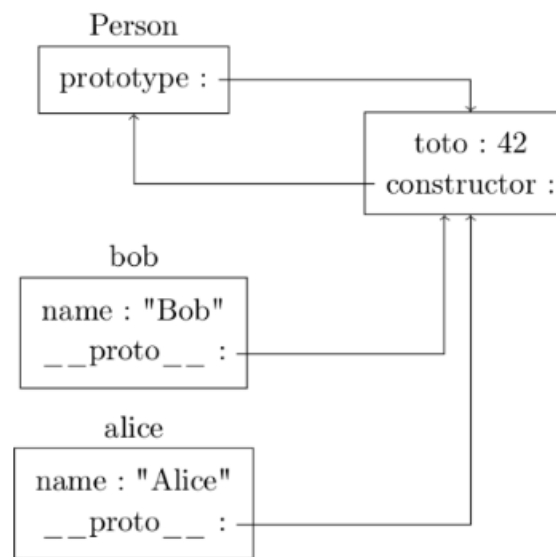 Person
prototype :
toto : 42
constructor :
bob
name : "Bob"
__proto__ :
alice
name : "Alice"
__proto__ :